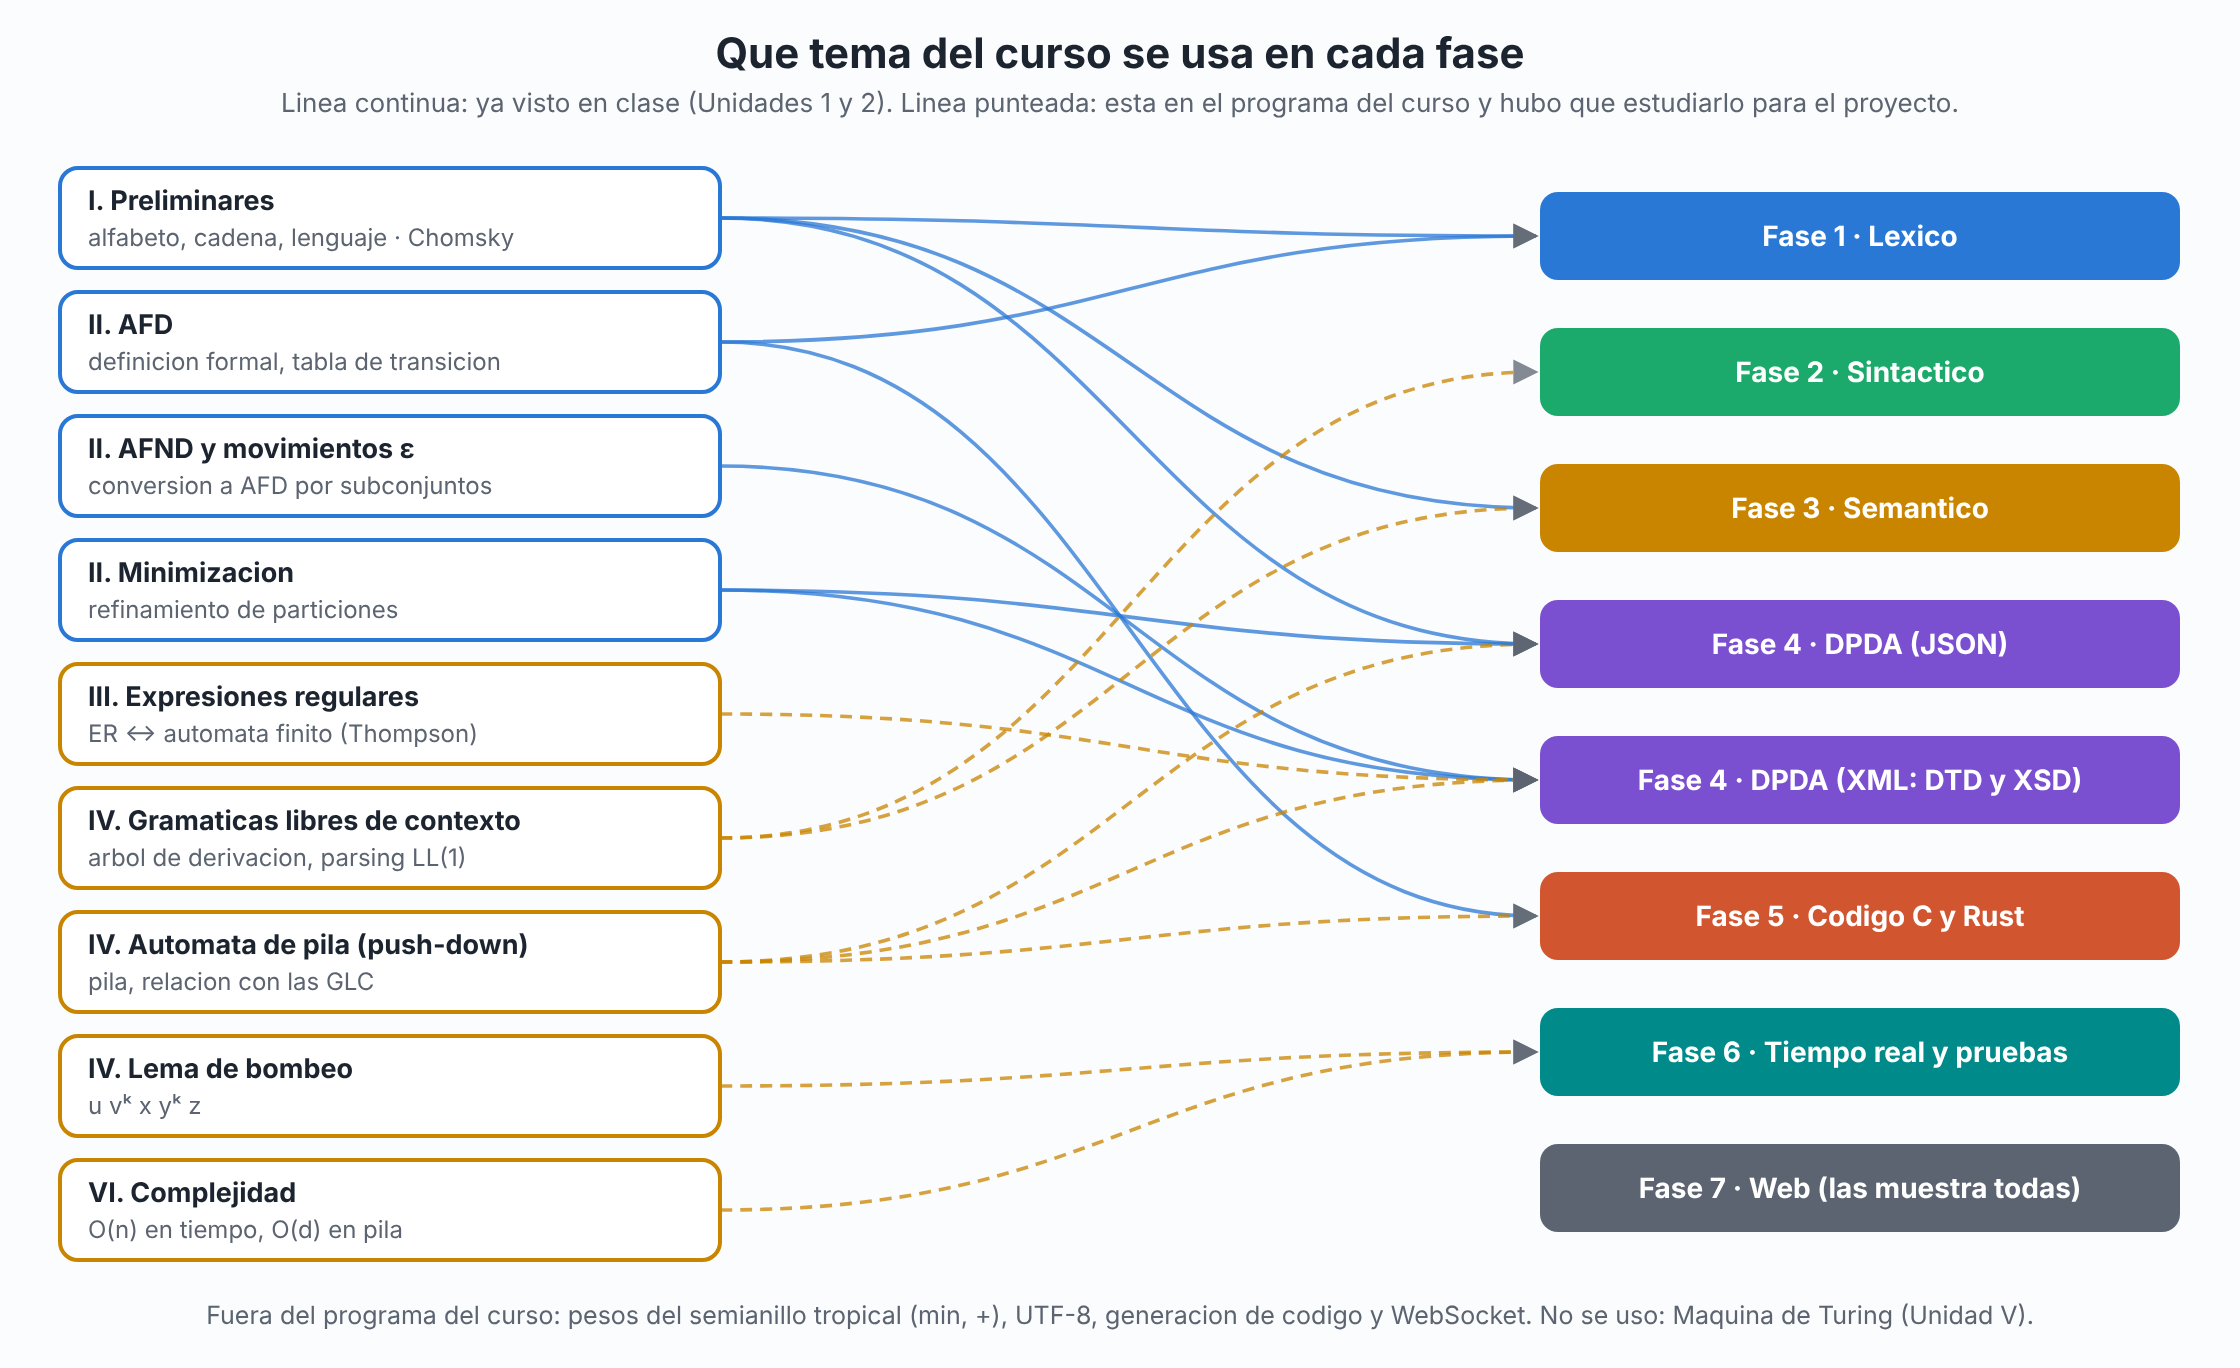 Que tema del curso se usa en cada fase
Linea continua: ya visto en clase (Unidades 1 y 2). Linea punteada: esta en el programa del curso y hubo que estudiarlo para el proyecto.
I. Preliminares
alfabeto, cadena, lenguaje · Chomsky
II. AFD
definicion formal, tabla de transicion
II. AFND y movimientos ε
conversion a AFD por subconjuntos
II. Minimizacion
refinamiento de particiones
III. Expresiones regulares
ER ↔ automata finito (Thompson)
IV. Gramaticas libres de contexto
arbol de derivacion, parsing LL(1)
IV. Automata de pila (push-down)
pila, relacion con las GLC
IV. Lema de bombeo
u vᵏ x yᵏ z
VI. Complejidad
O(n) en tiempo, O(d) en pila
Fase 1 · Lexico
Fase 2 · Sintactico
Fase 3 · Semantico
Fase 4 · DPDA (JSON)
Fase 4 · DPDA (XML: DTD y XSD)
Fase 5 · Codigo C y Rust
Fase 6 · Tiempo real y pruebas
Fase 7 · Web (las muestra todas)
Fuera del programa del curso: pesos del semianillo tropical (min, +), UTF-8, generacion de codigo y WebSocket. No se uso: Maquina de Turing (Unidad V).